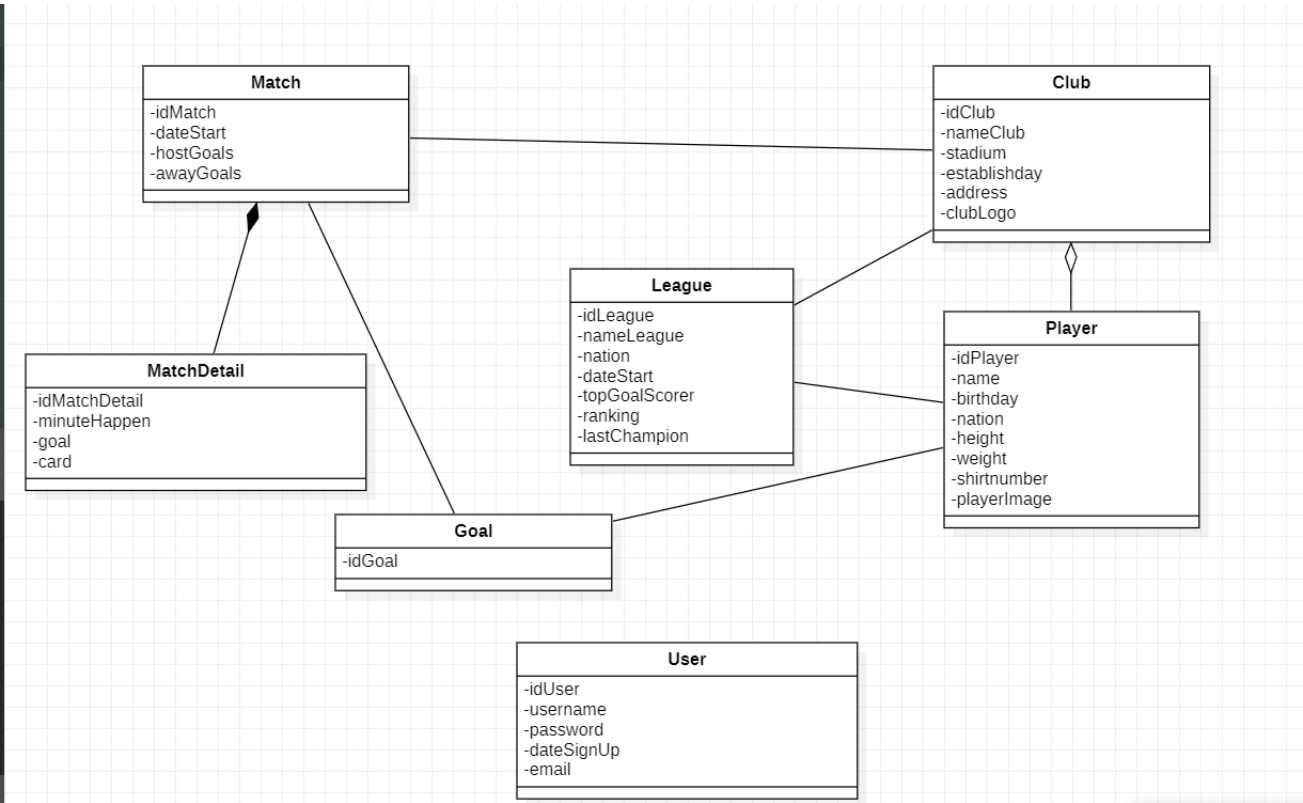 Match
-idMatch
-dateStart
-hostGoals
-awayGoals
Club
-idClub
-nameClub
-stadium
-establishday
-address
-clubLogo
League
-idLeague
-nameLeague
-nation
-dateStart
-topGoalScorer
-ranking
-lastChampion
Player
-idPlayer
-name
-birthday
-nation
-height
-weight
-shirtnumber
-playerImage
MatchDetail
-idMatchDetail
-minuteHappen
-goal
-card
Goal
-idGoal
User
-idUser
-username
-password
-dateSignUp
-email